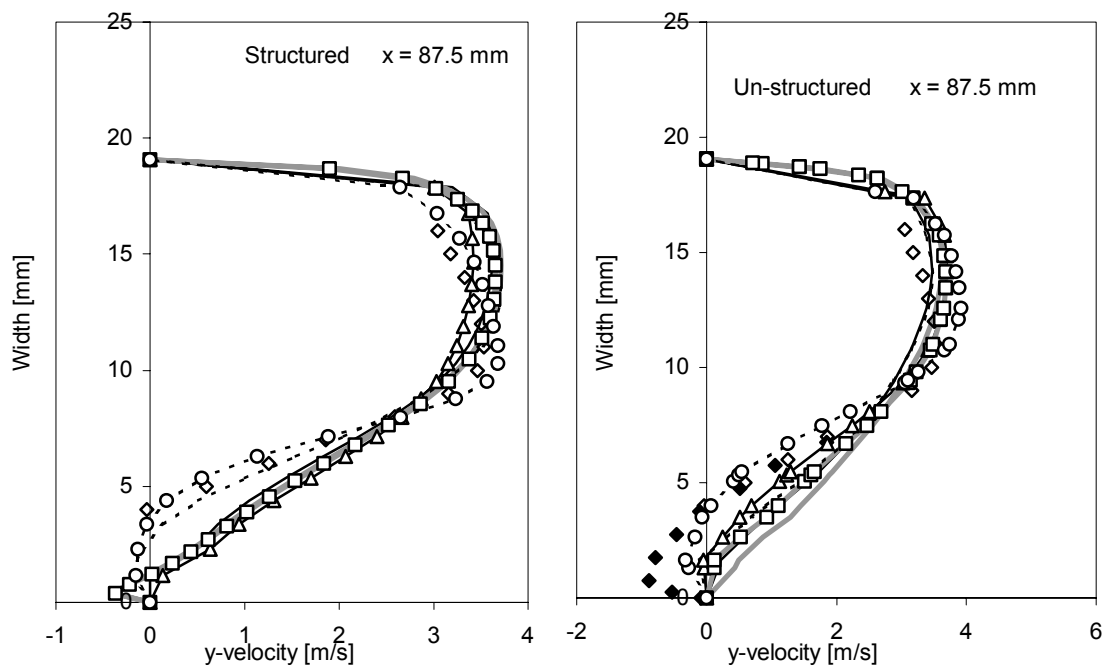 25
Structured x = 87.5 mm
20
15
Width [mm]
10
5
0
-1 0 1 2 3 4
y-velocity [m/s]
25
Un-structured x = 87.5 mm
20
15
Width [mm]
10
5
0
-2 0 2 4 6
y-velocity [m/s]